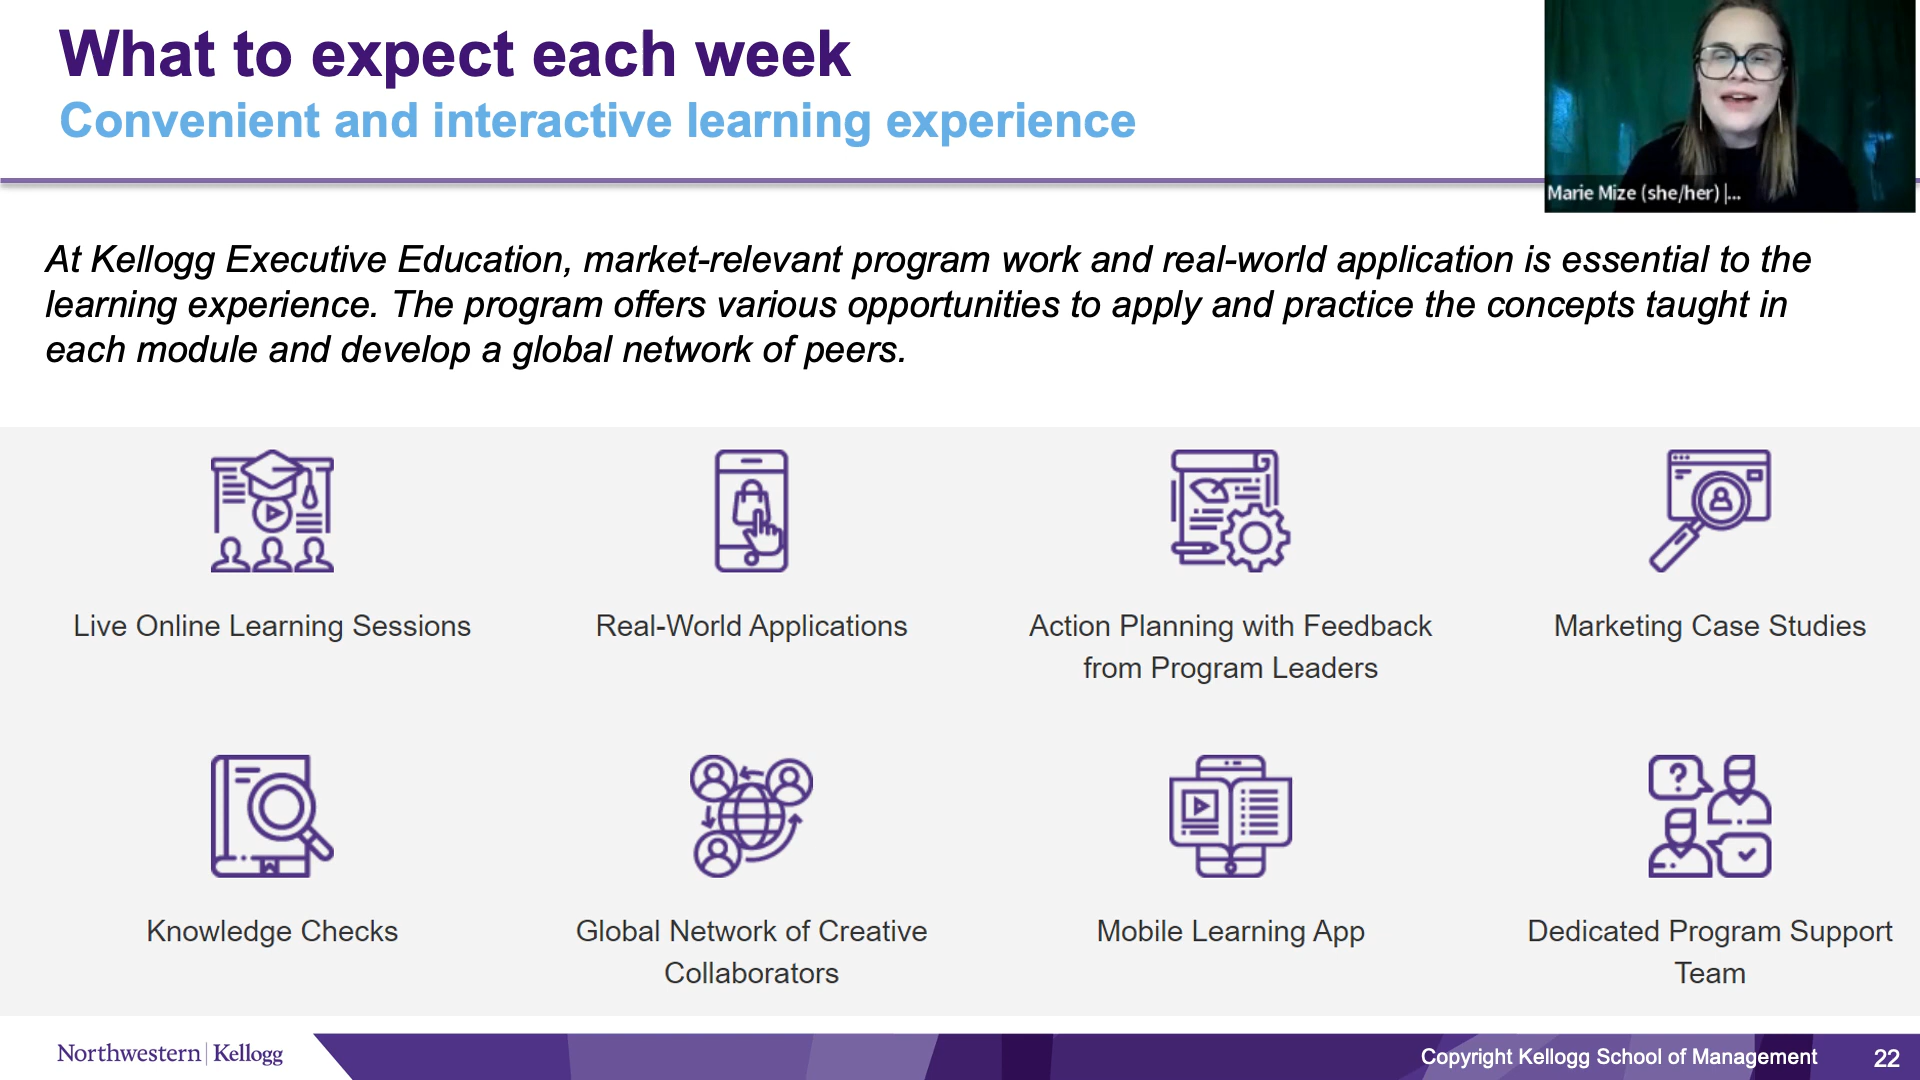 What to expect each week
Convenient and interactive learning experience
Marie Mize (she/her) |...
At Kellogg Executive Education, market-relevant program work and real-world application is essential to the
learning experience. The program offers various opportunities to apply and practice the concepts taught in
each module and develop a global network of peers.
Live Online Learning Sessions
Real-World Applications
Action Planning with Feedback
from Program Leaders
Marketing Case Studies
Knowledge Checks
Global Network of Creative
Collaborators
Mobile Learning App
Dedicated Program Support
Team
Northwestern | Kellogg
Copyright Kellogg School of Management
22